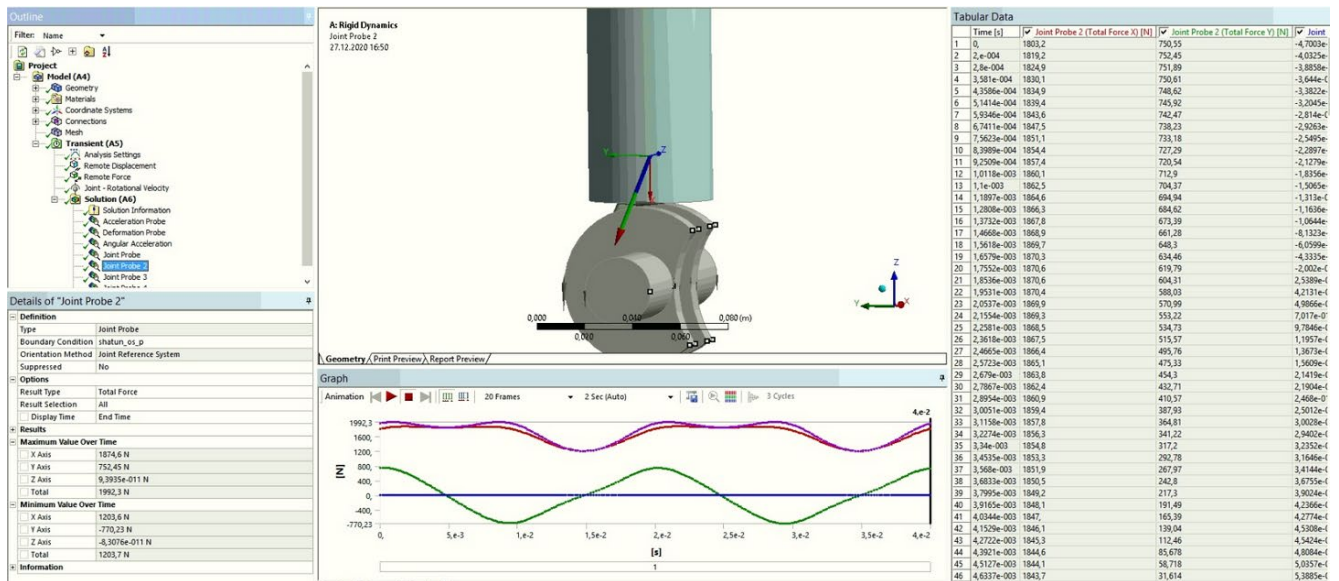 Outline
Filter: Name
Project
Model (A4)
Geometry
Materials
Coordinate Systems
Connections
Mesh
Transient (A5)
Analysis Settings
Remote Displacement
Remote Force
Joint - Rotational Velocity
Solution (A6)
Solution Information
Acceleration Probe
Deformation Probe
Angular Acceleration
Joint Probe
Joint Probe 2
Joint Probe 3
Details of "Joint Probe 2"
Definition
Type Joint Probe
Boundary Condition shatun_os_p
Orientation Method Joint Reference System
Suppressed No
Options
Result Type Total Force
Result Selection All
Display Time End Time
Results
Maximum Value Over Time
X Axis 1874,6 N
Y Axis 752,45 N
Z Axis 9,3935e-011 N
Total 1992,3 N
Minimum Value Over Time
X Axis 1203,6 N
Y Axis -770,23 N
Z Axis -8,3076e-011 N
Total 1203,7 N
Information
A: Rigid Dynamics
Joint Probe 2
27.12.2020 16:50
Y Z
Z
Y X
0,000 0,040 0,080 (m)
0,020 0,060
Geometry Print Preview Report Preview
Graph
Animation 20 Frames 2 Sec (Auto) 3 Cycles
4,e-2
1992,3
1600,
1200,
800,
400,
0,
-400,
-770,23
[N]
0, 5,e-3 1,e-2 1,5e-2 2,e-2 2,5e-2 3,e-2 3,5e-2 4,e-2
[s]
1
Tabular Data
Time [s] Joint Probe 2 (Total Force X) [N] Joint Probe 2 (Total Force Y) [N] Joint
1 0, 1803,2 750,55 -4,7003e-
2 2,e-004 1819,2 752,45 -4,0325e-
3 2,8e-004 1824,9 751,89 -3,8858e-
4 3,581e-004 1830,1 750,61 -3,644e-
5 4,3586e-004 1834,9 748,62 -3,3822e-
6 5,1414e-004 1839,4 745,92 -3,2045e-
7 5,9346e-004 1843,6 742,47 -2,814e-
8 6,7411e-004 1847,5 738,23 -2,9263e-
9 7,5623e-004 1851,1 733,18 -2,5495e-
10 8,3989e-004 1854,4 727,29 -2,2897e-
11 9,2509e-004 1857,4 720,54 -2,1279e-
12 1,0118e-003 1860,1 712,9 -1,8356e-
13 1,1e-003 1862,5 704,37 -1,5065e-
14 1,1897e-003 1864,6 694,94 -1,313e-
15 1,2808e-003 1866,3 684,62 -1,1636e-
16 1,3732e-003 1867,8 673,39 -1,0644e-
17 1,4668e-003 1868,9 661,28 -8,1323e-
18 1,5618e-003 1869,7 648,3 -6,0599e-
19 1,6579e-003 1870,3 634,46 -4,3335e-
20 1,7552e-003 1870,6 619,79 -2,002e-
21 1,8536e-003 1870,6 604,31 2,5389e-
22 1,9531e-003 1870,4 588,03 4,2131e-
23 2,0537e-003 1869,9 570,99 4,9866e-
24 2,1554e-003 1869,3 553,22 7,017e-
25 2,2581e-003 1868,5 534,73 9,7846e-
26 2,3618e-003 1867,5 515,57 1,1957e-
27 2,4665e-003 1866,4 495,76 1,3673e-
28 2,5723e-003 1865,1 475,33 1,5609e-
29 2,679e-003 1863,8 454,3 2,1419e-
30 2,7867e-003 1862,4 432,71 2,1904e-
31 2,8954e-003 1860,9 410,57 2,468e-
32 3,0051e-003 1859,4 387,93 2,5012e-
33 3,1158e-003 1857,8 364,81 3,0028e-
34 3,2274e-003 1856,3 341,22 2,9402e-
35 3,34e-003 1854,8 317,2 3,2352e-
36 3,4535e-003 1853,3 292,78 3,1646e-
37 3,568e-003 1851,9 267,97 3,4144e-
38 3,6833e-003 1850,5 242,8 3,6755e-
39 3,7995e-003 1849,2 217,3 3,9024e-
40 3,9165e-003 1848,1 191,49 4,2366e-
41 4,0344e-003 1847, 165,39 4,2774e-
42 4,1529e-003 1846,1 139,04 4,5308e-
43 4,2722e-003 1845,3 112,46 4,5424e-
44 4,3921e-003 1844,6 85,678 4,8084e-
45 4,5127e-003 1844,1 58,718 5,0357e-
46 4,6337e-003 1843,7 31,614 5,3885e-